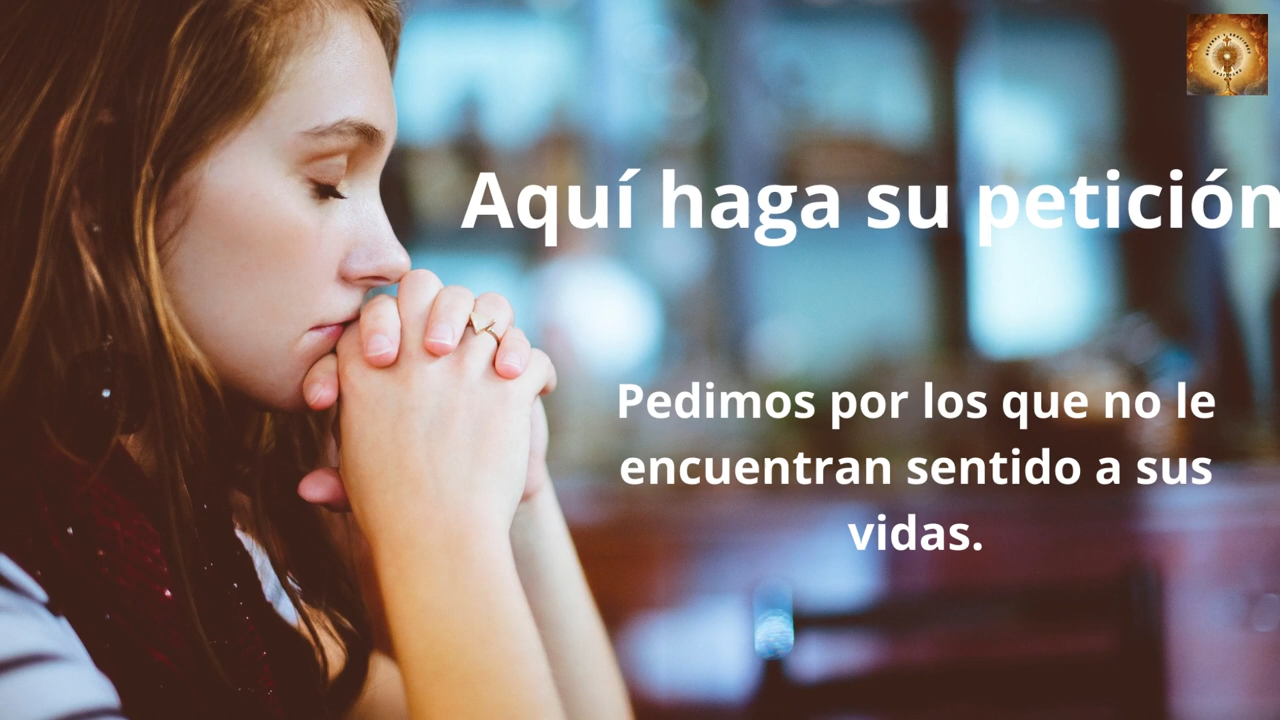 Aquí haga su petición
Pedimos por los que no le
encuentran sentido a sus
vidas.